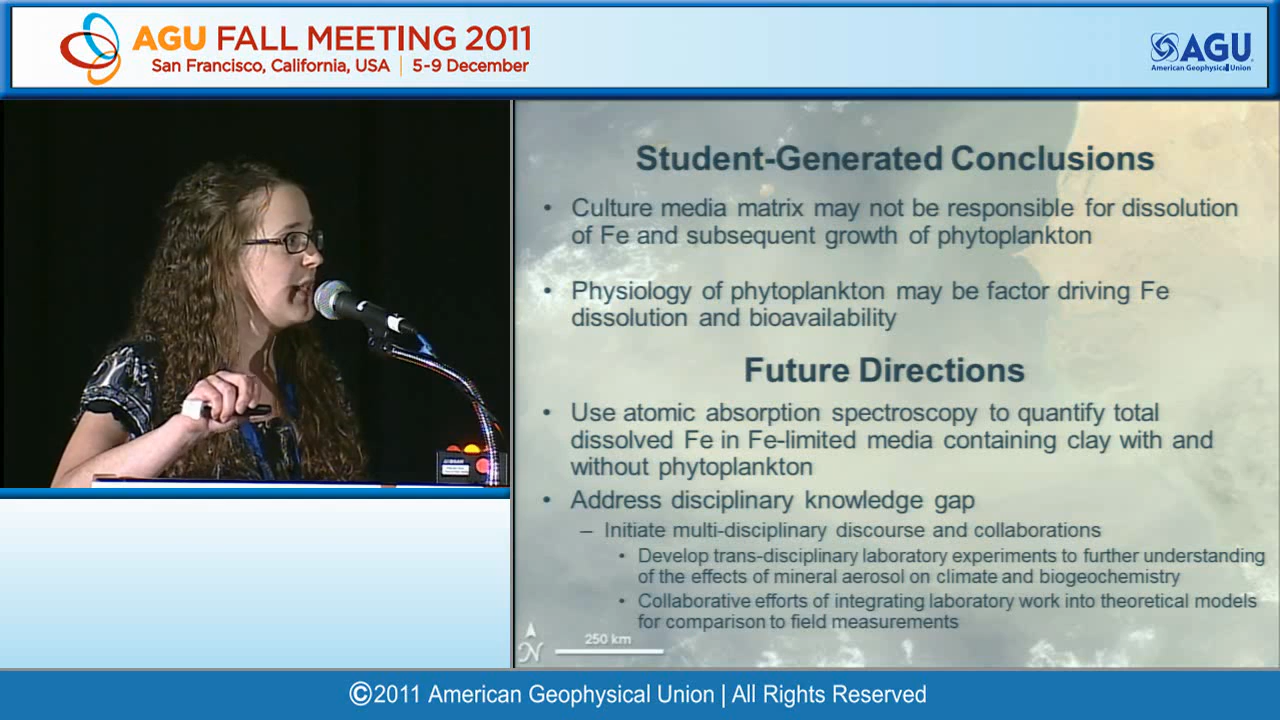 AGU FALL MEETING 2011
San Francisco, California, USA | 5-9 December
AGU
American Geophysical Union
Student-Generated Conclusions
• Culture media matrix may not be responsible for dissolution
of Fe and subsequent growth of phytoplankton
• Physiology of phytoplankton may be factor driving Fe
dissolution and bioavailability
Future Directions
• Use atomic absorption spectroscopy to quantify total
dissolved Fe in Fe-limited media containing clay with and
without phytoplankton
• Address disciplinary knowledge gap
– Initiate multi-disciplinary discourse and collaborations
• Develop trans-disciplinary laboratory experiments to further understanding
of the effects of mineral aerosol on climate and biogeochemistry
• Collaborative efforts of integrating laboratory work into theoretical models
for comparison to field measurements
N
250 km
©2011 American Geophysical Union | All Rights Reserved